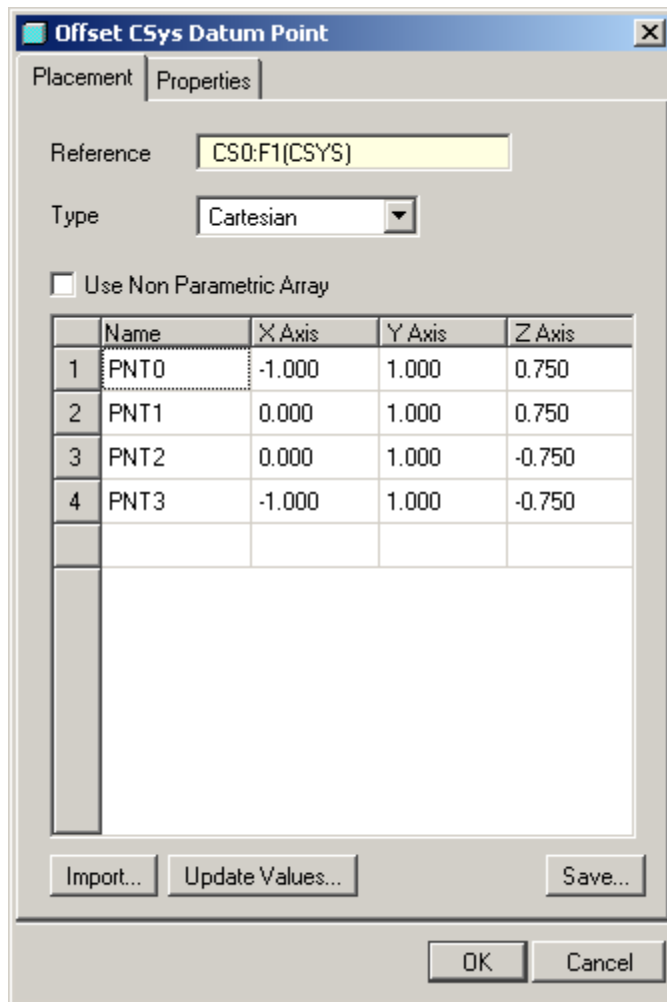 Offset CSys Datum Point
Placement Properties
Reference CS0:F1(CSYS)
Type Cartesian
Use Non Parametric Array
Name X Axis Y Axis Z Axis
1 PNT0 -1.000 1.000 0.750
2 PNT1 0.000 1.000 0.750
3 PNT2 0.000 1.000 -0.750
4 PNT3 -1.000 1.000 -0.750
Import... Update Values... Save...
OK Cancel